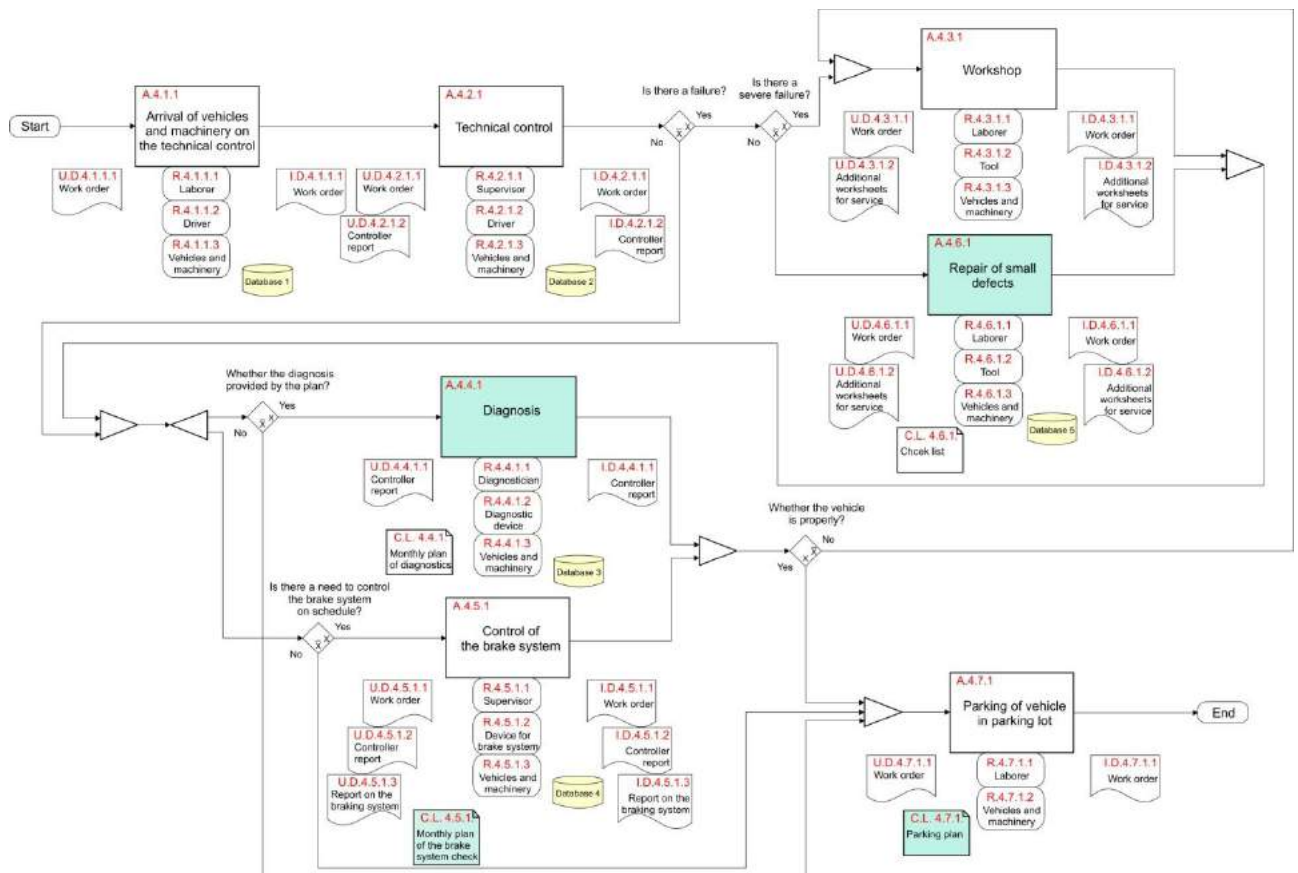 Start
A.4.1.1
Arrival of vehicles
and machinery on
the technical control
U.D.4.1.1.1
Work order
R.4.1.1.1
Laborer
R.4.1.1.2
Driver
R.4.1.1.3
Vehicles and
machinery
I.D.4.1.1.1
Work order
Database 1
A.4.2.1
Technical control
U.D.4.2.1.1
Work order
U.D.4.2.1.2
Controller
report
R.4.2.1.1
Supervisor
R.4.2.1.2
Driver
R.4.2.1.3
Vehicles and
machinery
I.D.4.2.1.1
Work order
I.D.4.2.1.2
Controller
report
Database 2
Is there a failure?
Yes
No
Is there a
severe failure?
Yes
No
A.4.3.1
Workshop
U.D.4.3.1.1
Work order
U.D.4.3.1.2
Additional
worksheets
for service
R.4.3.1.1
Laborer
R.4.3.1.2
Tool
R.4.3.1.3
Vehicles and
machinery
I.D.4.3.1.1
Work order
I.D.4.3.1.2
Additional
worksheets
for service
A.4.6.1
Repair of small
defects
U.D.4.6.1.1
Work order
U.D.4.6.1.2
Additional
worksheets
for service
R.4.6.1.1
Laborer
R.4.6.1.2
Tool
R.4.6.1.3
Vehicles and
machinery
I.D.4.6.1.1
Work order
I.D.4.6.1.2
Additional
worksheets
for service
Database 5
C.L. 4.6.1.
Chcek list
Whether the diagnosis
provided by the plan?
Yes
No
A.4.4.1
Diagnosis
U.D.4.4.1.1
Controller
report
R.4.4.1.1
Diagnostician
R.4.4.1.2
Diagnostic
device
R.4.4.1.3
Vehicles and
machinery
I.D.4.4.1.1
Controller
report
C.L. 4.4.1.
Monthly plan
of diagnostics
Database 3
Whether the vehicle
is properly?
No
Yes
Is there a need to control
the brake system
on schedule?
Yes
No
A.4.5.1
Control of
the brake system
U.D.4.5.1.1
Work order
U.D.4.5.1.2
Controller
report
U.D.4.5.1.3
Report on the
braking system
R.4.5.1.1
Supervisor
R.4.5.1.2
Device for
brake system
R.4.5.1.3
Vehicles and
machinery
I.D.4.5.1.1
Work order
I.D.4.5.1.2
Controller
report
I.D.4.5.1.3
Report on the
braking system
Database 4
C.L. 4.5.1.
Monthly plan
of the brake
system check
A.4.7.1
Parking of vehicle
in parking lot
End
U.D.4.7.1.1
Work order
R.4.7.1.1
Laborer
R.4.7.1.2
Vehicles and
machinery
I.D.4.7.1.1
Work order
C.L. 4.7.1.
Parking plan